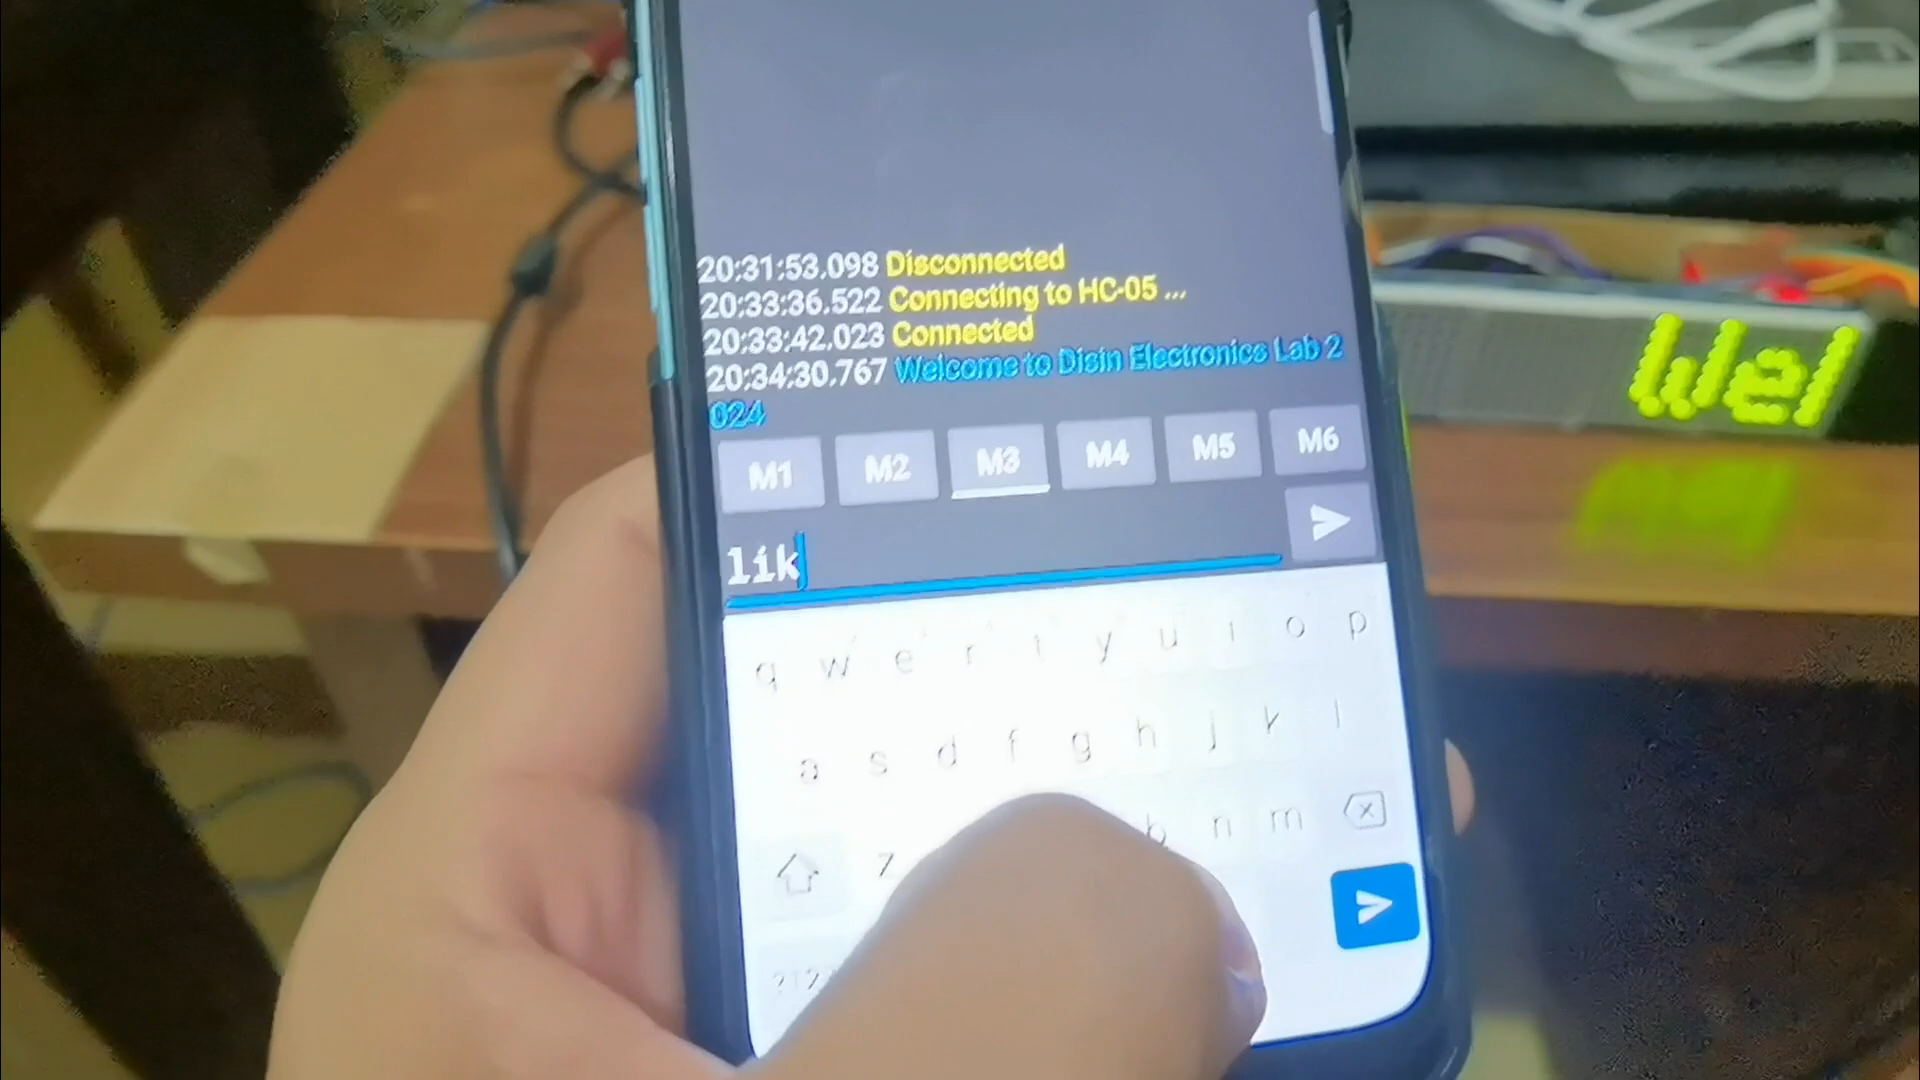 20:31:53.098 Disconnected
20:33:36.522 Connecting to HC-05 ...
20:33:42.023 Connected
20:34:30.767 Welcome to Disin Electronics Lab 2
024
M1 M2 M3 M4 M5 M6
lik
q w e r t y u i o p
a s d f g h j k l
z b n m
Wel